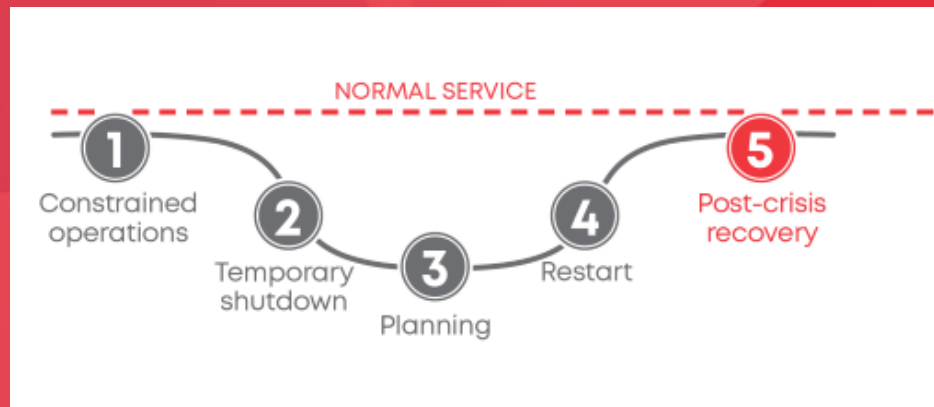 NORMAL SERVICE
1
Constrained
operations
2
Temporary
shutdown
3
Planning
4
Restart
5
Post-crisis
recovery